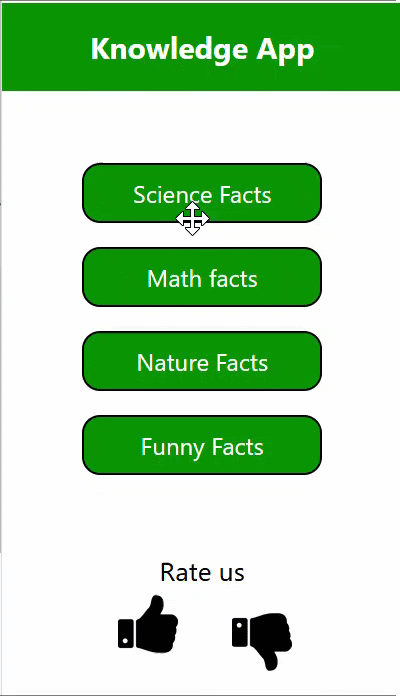 Knowledge App
Science Facts
Math facts
Nature Facts
Funny Facts
Rate us